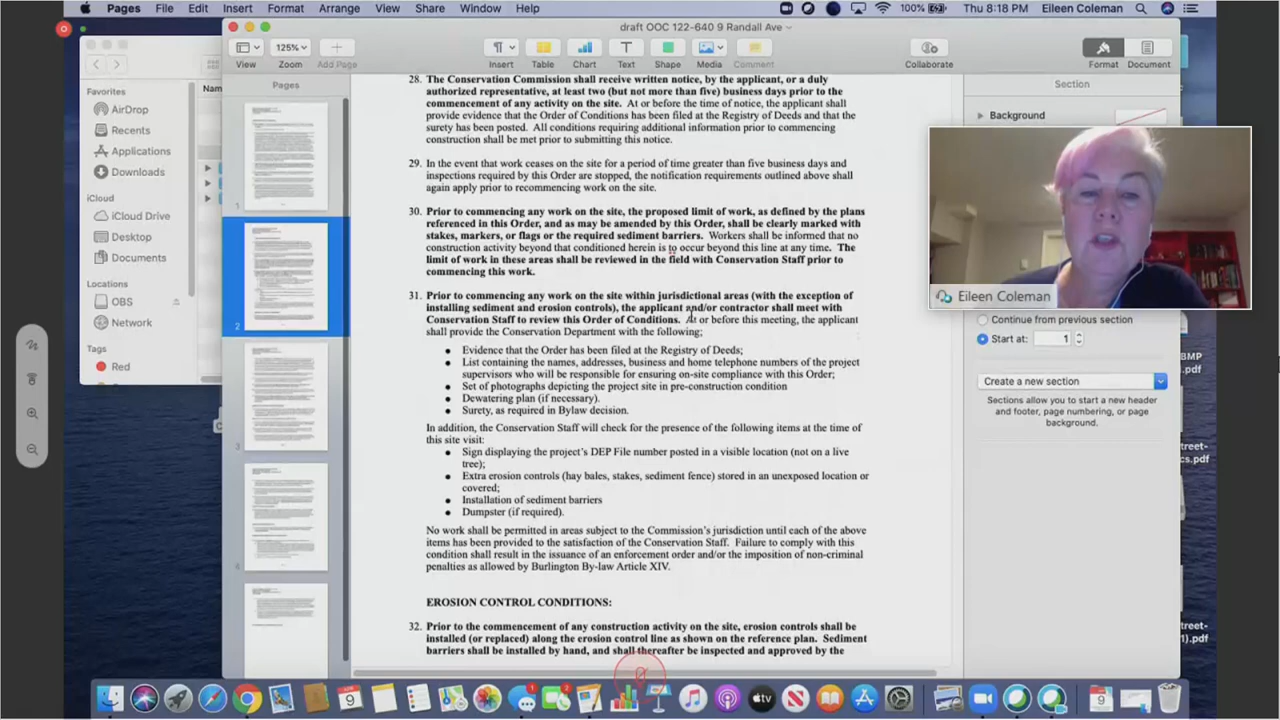 Pages File Edit Insert Format Arrange View Share Window Help
100% Thu 8:18 PM Eileen Coleman
draft OOC 122-640 9 Randall Ave
125%
View Zoom Add Page Insert Table Chart Text Shape Media Comment Collaborate Format Document
Favorites
AirDrop
Recents
Applications
Downloads
iCloud
iCloud Drive
Desktop
Documents
Locations
OBS
Network
Tags
Red
Nam
Pages
1
2
3
28. The Conservation Commission shall receive written notice, by the applicant, or a duly
authorized representative, at least two (but not more than five) business days prior to the
commencement of any activity on the site. At or before the time of notice, the applicant shall
provide evidence that the Order of Conditions has been filed at the Registry of Deeds and that the
surety has been posted. All conditions requiring additional information prior to commencing
construction shall be met prior to submitting this notice.
29. In the event that work ceases on the site for a period of time greater than five business days and
inspections required by this Order are stopped, the notification requirements outlined above shall
again apply prior to recommencing work on the site.
30. Prior to commencing any work on the site, the proposed limit of work, as defined by the plans
referenced in this Order, and as may be amended by this Order, shall be clearly marked with
stakes, markers, or flags or the required sediment barriers. Workers shall be informed that no
construction activity beyond that conditioned herein is to occur beyond this line at any time. The
limit of work in these areas shall be reviewed in the field with Conservation Staff prior to
commencing this work.
31. Prior to commencing any work on the site within jurisdictional areas (with the exception of
installing sediment and erosion controls), the applicant and/or contractor shall meet with
Conservation Staff to review this Order of Conditions. At or before this meeting, the applicant
shall provide the Conservation Department with the following;
• Evidence that the Order has been filed at the Registry of Deeds;
• List containing the names, addresses, business and home telephone numbers of the project
supervisors who will be responsible for ensuring on-site compliance with this Order;
• Set of photographs depicting the project site in pre-construction condition
• Dewatering plan (if necessary).
• Surety, as required in Bylaw decision.
In addition, the Conservation Staff will check for the presence of the following items at the time of
this site visit:
• Sign displaying the project's DEP File number posted in a visible location (not on a live
tree);
• Extra erosion controls (hay bales, stakes, sediment fence) stored in an unexposed location or
covered;
• Installation of sediment barriers
• Dumpster (if required).
No work shall be permitted in areas subject to the Commission's jurisdiction until each of the above
items has been provided to the satisfaction of the Conservation Staff. Failure to comply with this
condition shall result in the issuance of an enforcement order and/or the imposition of non-criminal
penalties as allowed by Burlington By-law Article XIV.
EROSION CONTROL CONDITIONS:
32. Prior to the commencement of any construction activity on the site, erosion controls shall be
installed (or replaced) along the erosion control line as shown on the reference plan. Sediment
barriers shall be installed by hand, and shall thereafter be inspected and approved by the
Section
Background
Eileen Coleman
Continue from previous section
Start at: 1
Create a new section
Sections allow you to start a new header
and footer, page numbering, or page
background.
BMP
.pdf
treet-
cs.pdf
treet-
1).pdf